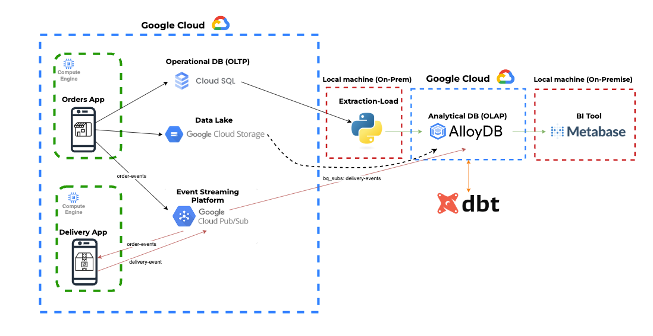 Google Cloud
Compute
Engine
Orders App
Operational DB (OLTP)
Cloud SQL
Data Lake
Google Cloud Storage
order-events
Event Streaming
Platform
Google
Cloud Pub/Sub
Compute
Engine
Delivery App
order-events
delivery-event
Local machine (On-Prem)
Extraction-Load
bq_subs: delivery-events
Google Cloud
Analytical DB (OLAP)
AlloyDB
dbt
Local machine (On-Premise)
BI Tool
Metabase